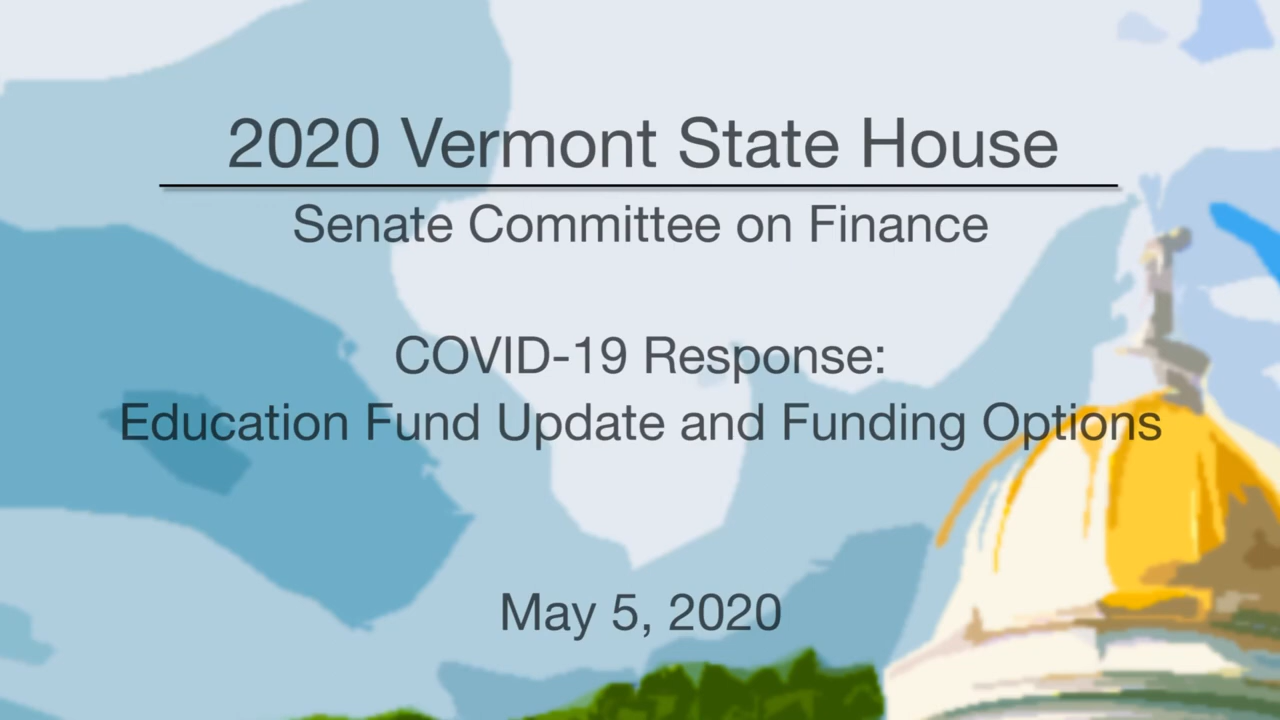 2020 Vermont State House
Senate Committee on Finance
COVID-19 Response:
Education Fund Update and Funding Options
May 5, 2020